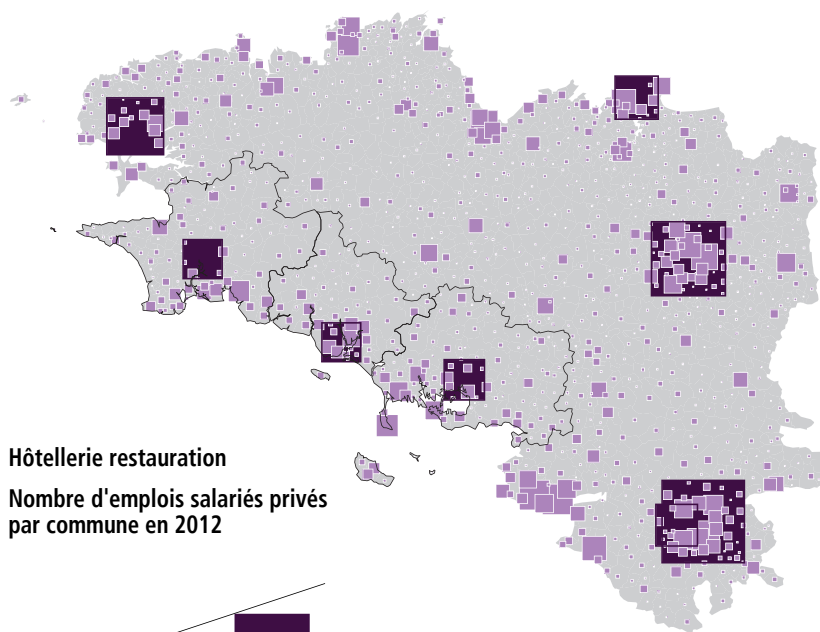 Hôtellerie restauration
Nombre d'emplois salariés privés
par commune en 2012